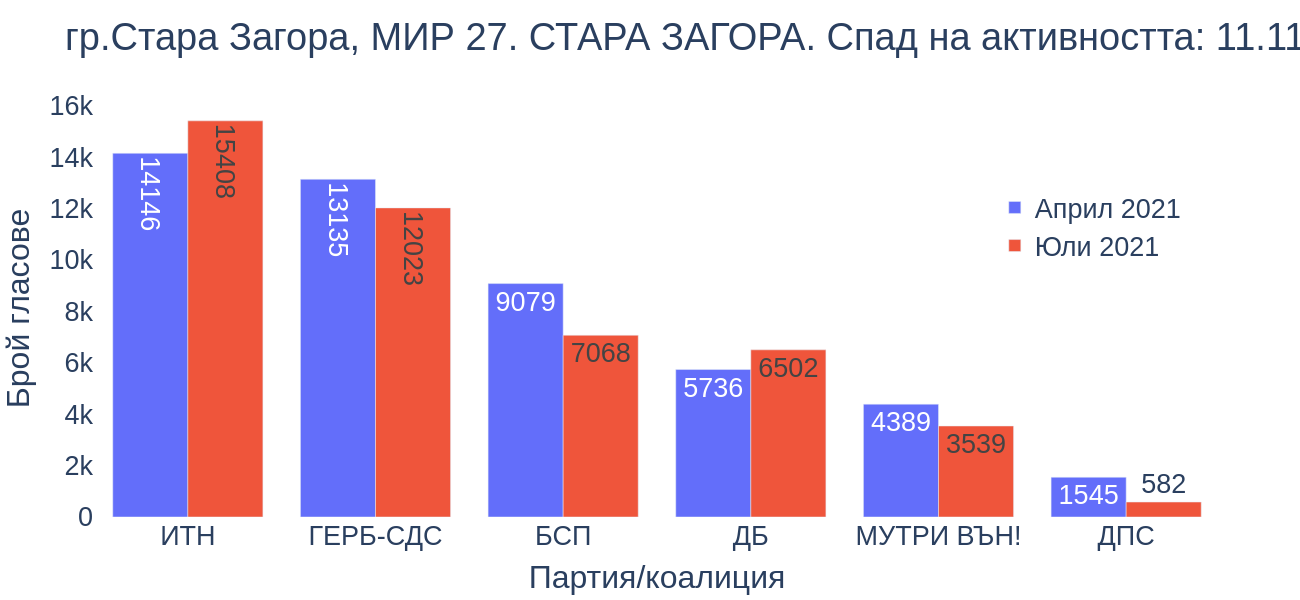 гр.Стара Загора, МИР 27. СТАРА ЗАГОРА. Спад на активността: 11.11
16k
14k
12k
10k
8k
6k
4k
2k
0
Брой гласове
14146
15408
13135
12023
9079
7068
5736
6502
4389
3539
1545
582
Април 2021
Юли 2021
ИТН
ГЕРБ-СДС
БСП
ДБ
МУТРИ ВЪН!
ДПС
Партия/коалиция